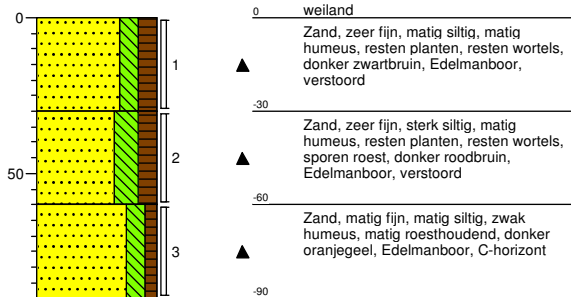 0
0
weiland
1
Zand, zeer fijn, matig siltig, matig
humeus, resten planten, resten wortels,
donker zwartbruin, Edelmanboor,
verstoord
-30
50
2
Zand, zeer fijn, sterk siltig, matig
humeus, resten planten, resten wortels,
sporen roest, donker roodbruin,
Edelmanboor, verstoord
-60
3
Zand, matig fijn, matig siltig, zwak
humeus, matig roesthoudend, donker
oranjegeel, Edelmanboor, C-horizont
-90